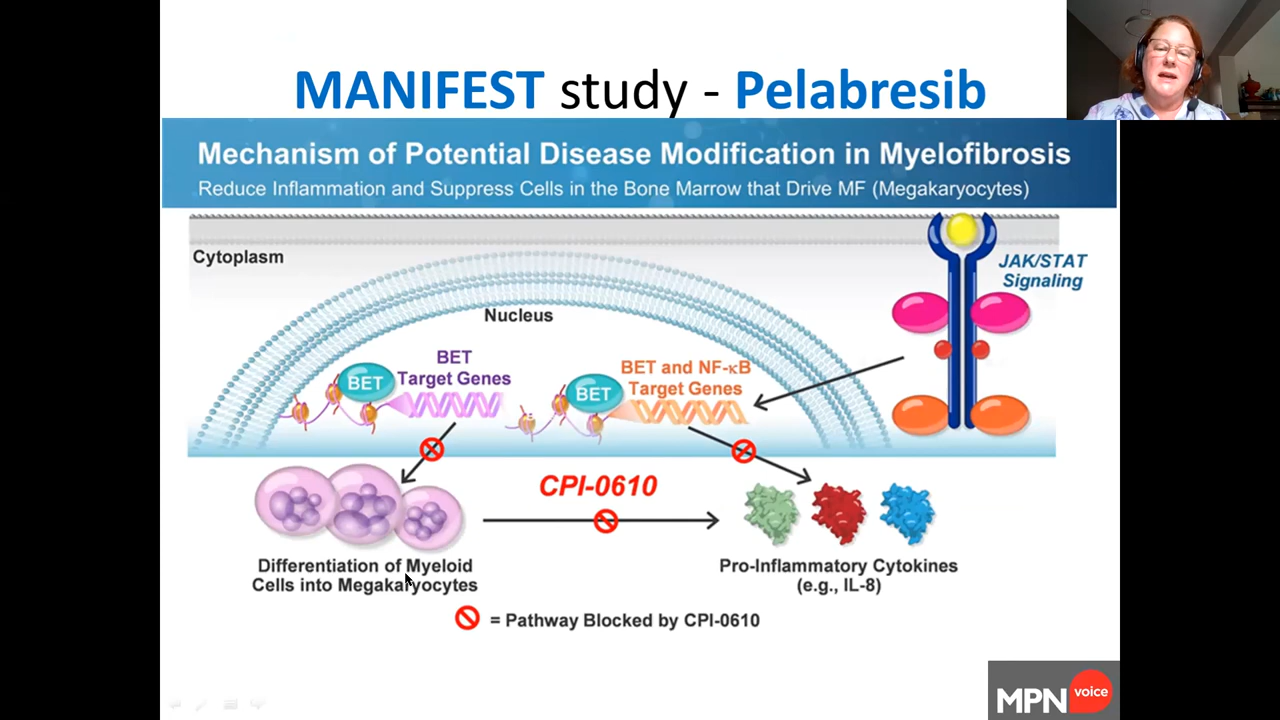 MANIFEST study - Pelabresib
Mechanism of Potential Disease Modification in Myelofibrosis
Reduce Inflammation and Suppress Cells in the Bone Marrow that Drive MF (Megakaryocytes)
Cytoplasm
JAK/STAT
Signaling
Nucleus
BET
Target Genes
BET
BET and NF-κB
Target Genes
BET
CPI-0610
Differentiation of Myeloid
Cells into Megakaryocytes
Pro-Inflammatory Cytokines
(e.g., IL-8)
= Pathway Blocked by CPI-0610
MPN voice